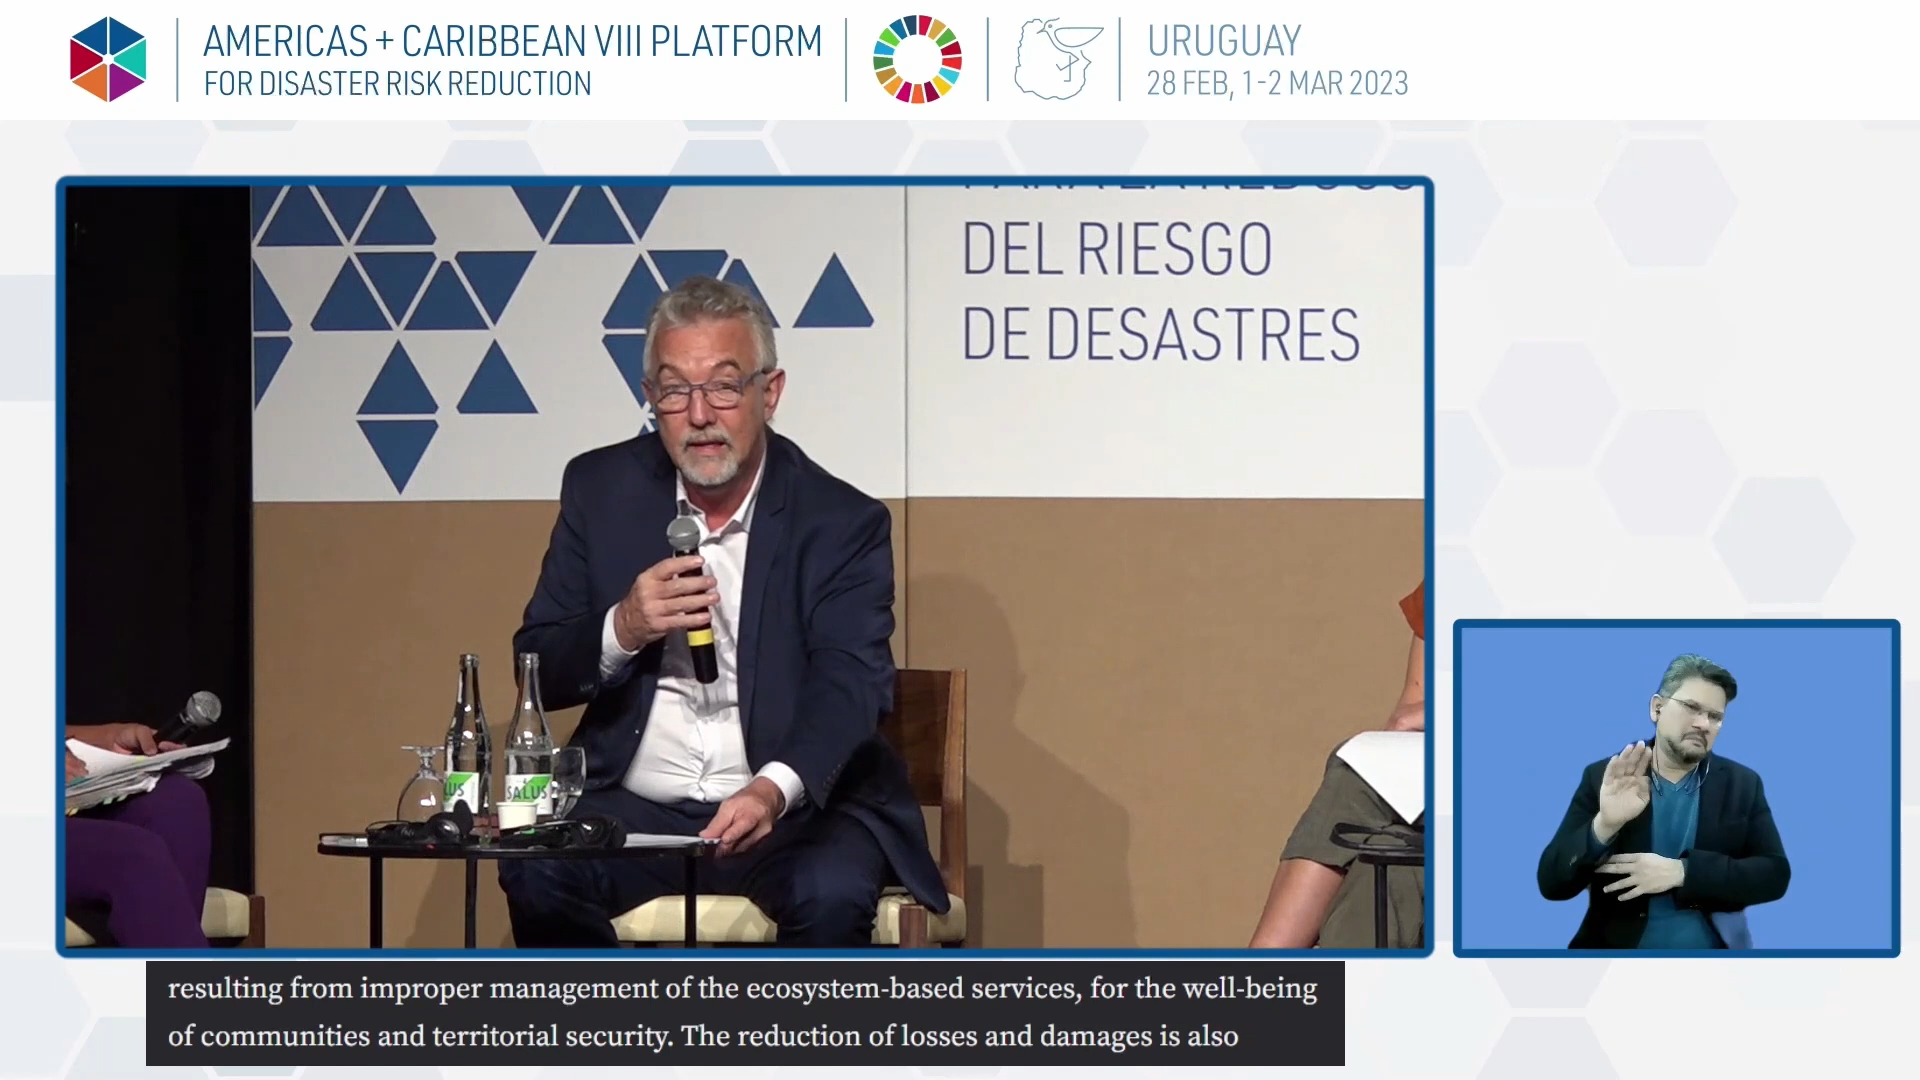 AMERICAS + CARIBBEAN VIII PLATFORM
FOR DISASTER RISK REDUCTION
URUGUAY
28 FEB, 1-2 MAR 2023
DEL RIESGO
DE DESASTRES
SALUS
resulting from improper management of the ecosystem-based services, for the well-being
of communities and territorial security. The reduction of losses and damages is also